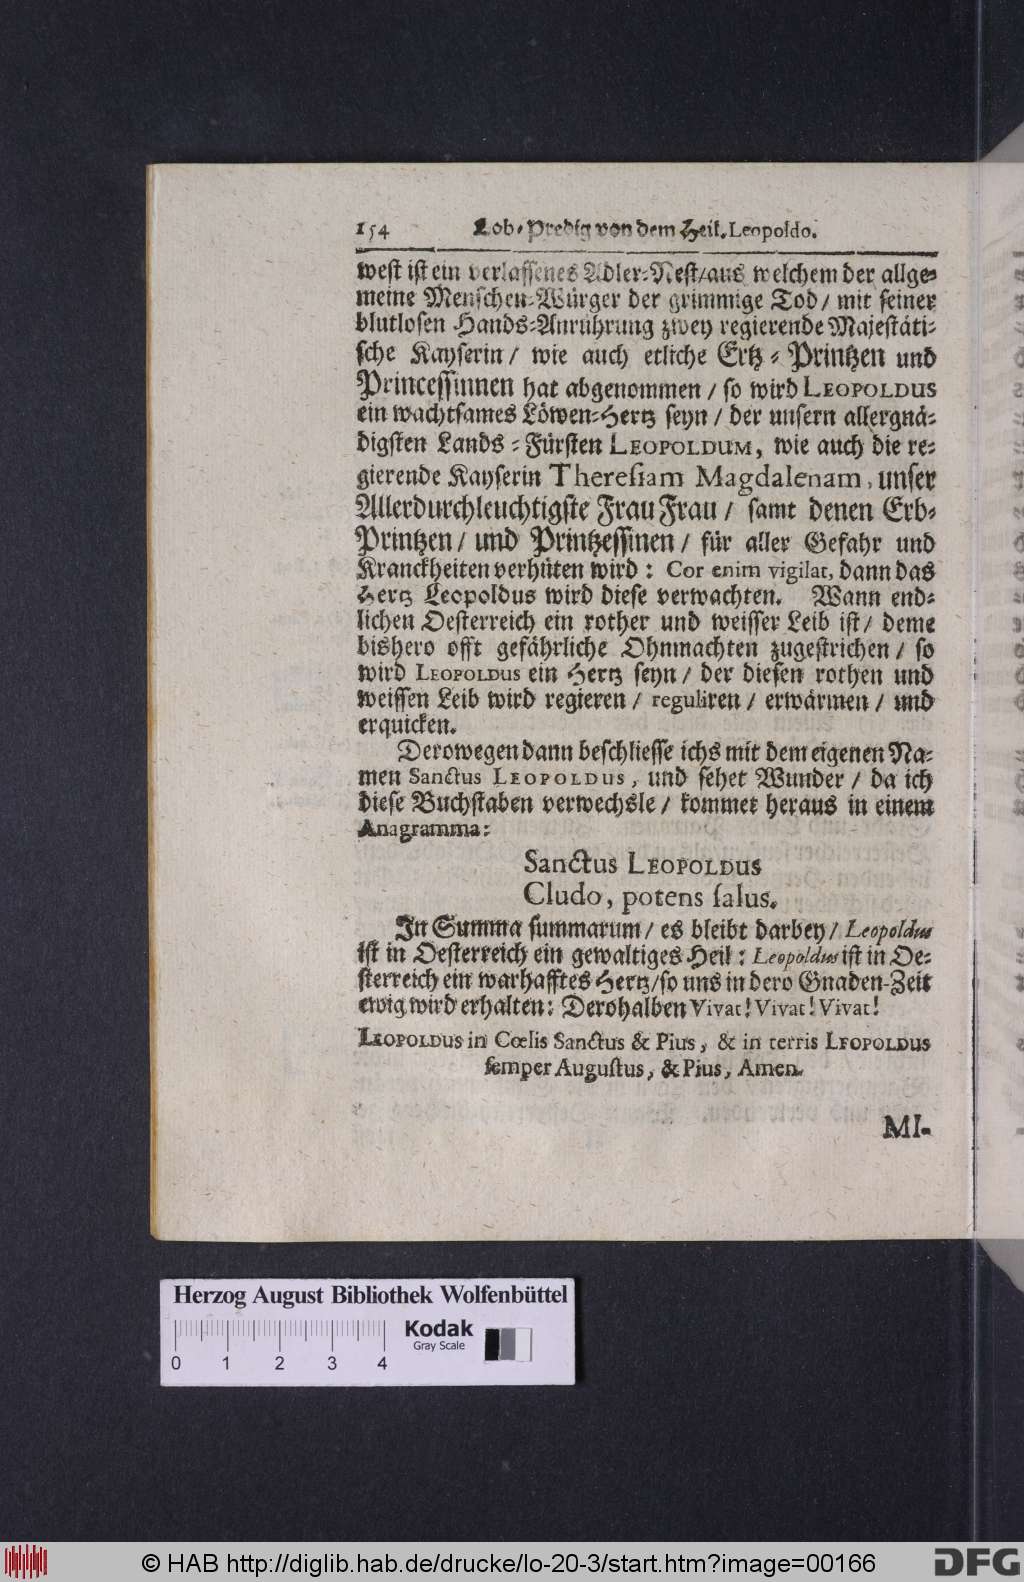 154 Lob-Predig von dem Heil. Leopoldo.
west ist ein verlassenes Adler-Nest/aus welchem der allge-
meine Menschen-Würger der grimmige Tod/ mit seiner
blutlosen Hands-Anrührung zwey regierende Majestäti-
sche Kayserin/ wie auch etliche Ertz-Printzen und
Princessinnen hat abgenommen/ so wird LEOPOLDUS
ein wachtsames Löwen-Hertz seyn/ der unsern allergnä-
digsten Lands-Fürsten LEOPOLDUM, wie auch die re-
gierende Kayserin Theresiam Magdalenam, unser
Allerdurchleuchtigste Frau Frau/ samt denen Erb-
Printzen/ und Printzessinen/ für aller Gefahr und
Kranckheiten verhüten wird: Cor enim vigilat, dann das
Hertz Leopoldus wird diese verwachten. Wann end-
lichen Oesterreich ein rother und weisser Leib ist/ deme
bishero offt gefährliche Ohnmachten zugestrichen/ so
wird LEOPOLDUS ein Hertz seyn/ der diesen rothen und
weissen Leib wird regieren/ reguliren/ erwärmen/ und
erquicken.
Derowegen dann beschliesse ichs mit dem eigenen Na-
men Sanctus LEOPOLDUS, und sehet Wunder/ da ich
diese Buchstaben verwechsle/ kommet heraus in einem
Anagramma:
Sanctus LEOPOLDUS
Cludo, potens salus.
In Summa summarum/ es bleibt darbey/ Leopoldus
ist in Oesterreich ein gewaltiges Heil: Leopoldus ist in Oe-
sterreich ein warhafftes Hertz/so uns in dero Gnaden-Zeit
ewig wird erhalten: Derohalben Vivat! Vivat! Vivat!
LEOPOLDUS in Cœlis Sanctus & Pius, & in terris LEOPOLDUS
semper Augustus, & Pius, Amen.
MI-
Herzog August Bibliothek Wolfenbüttel
Kodak
Gray Scale
0 1 2 3 4
© HAB http://diglib.hab.de/drucke/lo-20-3/start.htm?image=00166
DFG